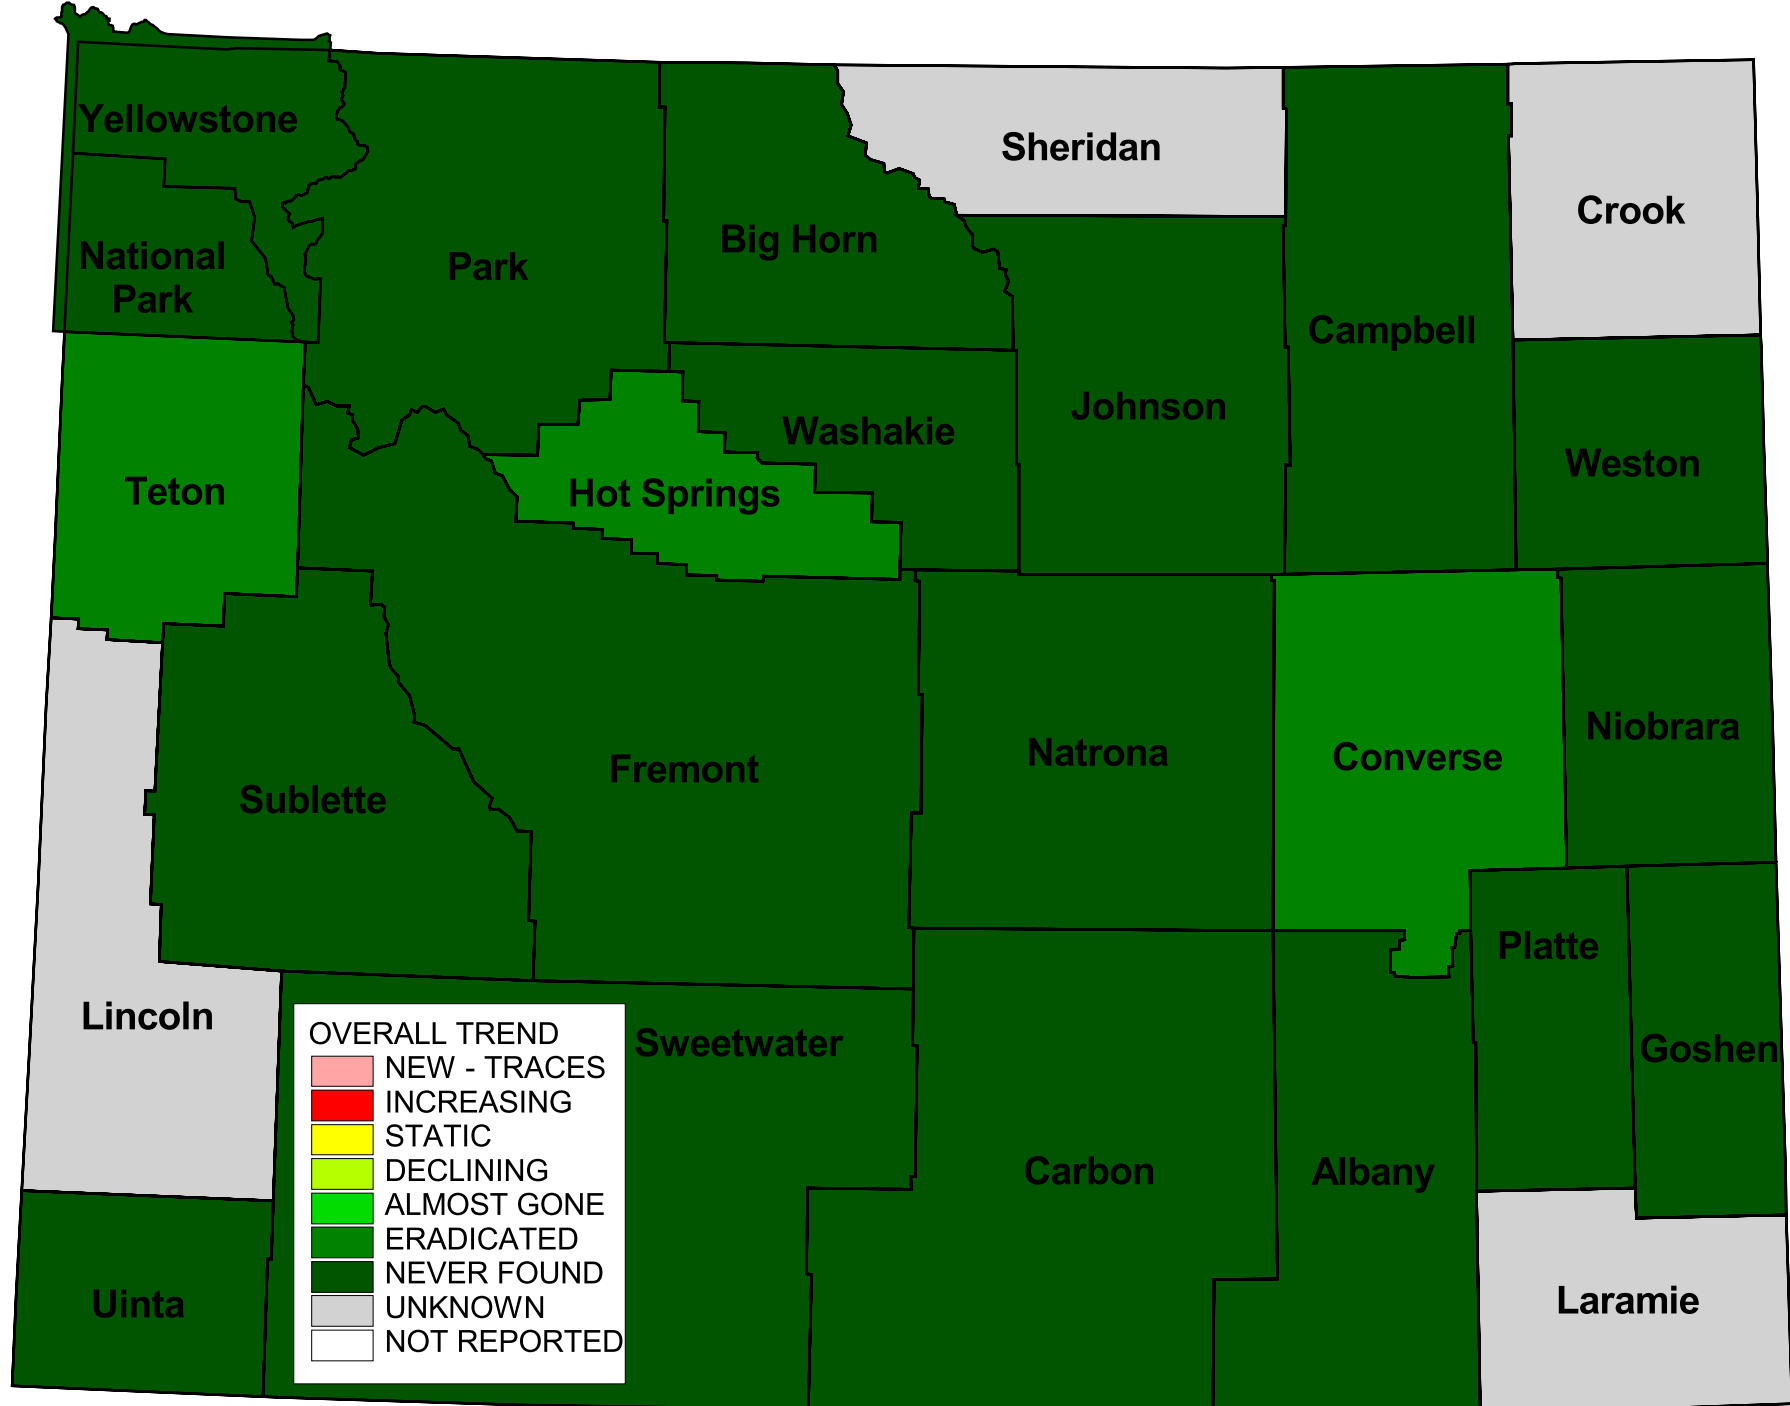 Yellowstone
National
Park
Park
Big Horn
Sheridan
Campbell
Crook
Teton
Hot Springs
Washakie
Johnson
Weston
Sublette
Fremont
Natrona
Converse
Niobrara
Lincoln
Sweetwater
Carbon
Albany
Platte
Goshen
Uinta
Laramie
OVERALL TREND
NEW - TRACES
INCREASING
STATIC
DECLINING
ALMOST GONE
ERADICATED
NEVER FOUND
UNKNOWN
NOT REPORTED